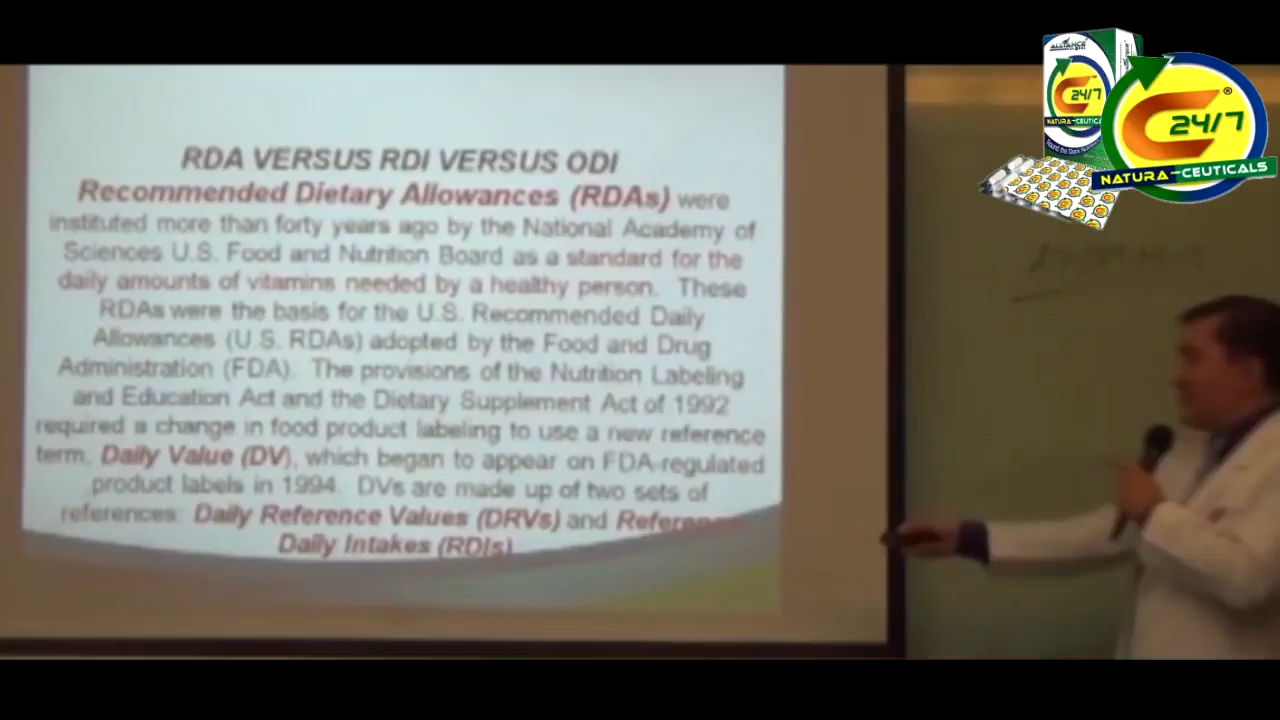 RDA VERSUS RDI VERSUS ODI
Recommended Dietary Allowances (RDAs) were
instituted more than forty years ago by the National Academy of
Sciences U.S. Food and Nutrition Board as a standard for the
daily amounts of vitamins needed by a healthy person. These
RDAs were the basis for the U.S. Recommended Daily
Allowances (U.S. RDAs) adopted by the Food and Drug
Administration (FDA). The provisions of the Nutrition Labeling
and Education Act and the Dietary Supplement Act of 1992
required a change in food product labeling to use a new reference
term, Daily Value (DV), which began to appear on FDA-regulated
product labels in 1994. DVs are made up of two sets of
references: Daily Reference Values (DRVs) and Reference
Daily Intakes (RDIs)
ALLIANCE
C 24/7
NATURA-CEUTICALS
C 24/7 ®
NATURA-CEUTICALS